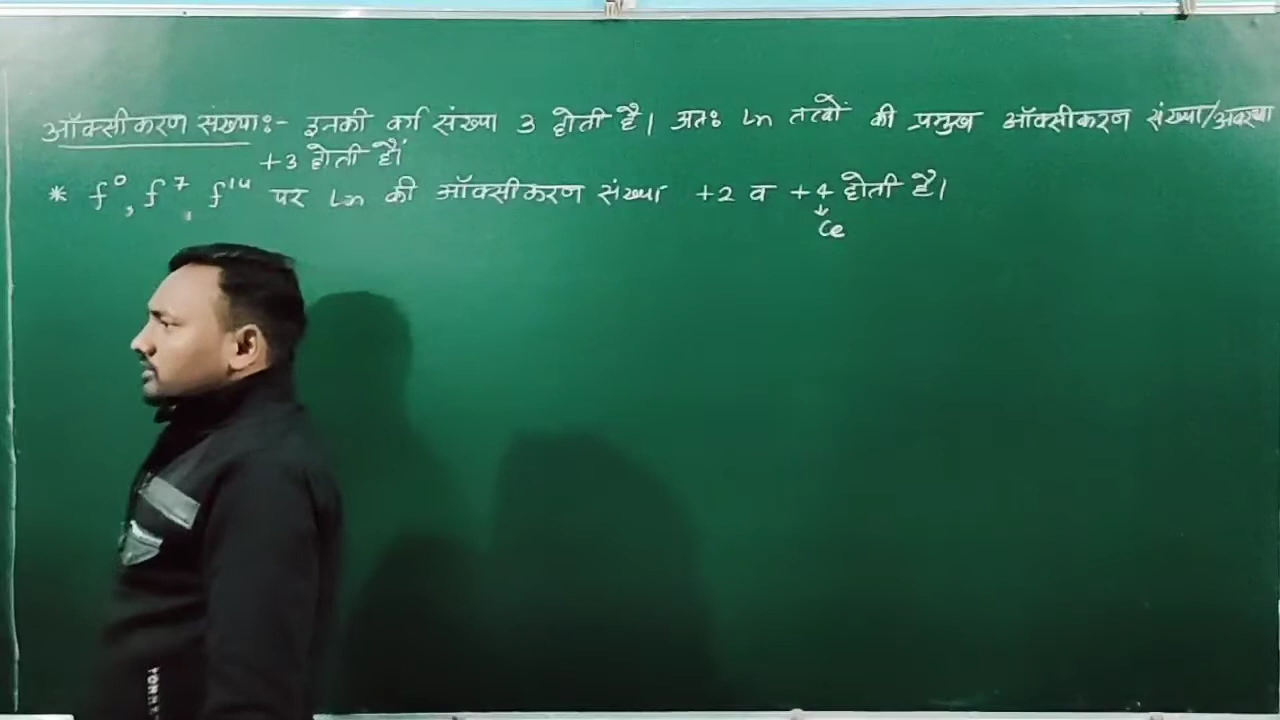 ऑक्सीकरण संख्याः- इनकी वर्ग संख्या 3 होती है। अतः Ln तत्वों की प्रमुख ऑक्सीकरण संख्या/अवस्था
+3 होती हैं
* f⁰, f⁷, f¹⁴ पर Ln की ऑक्सीकरण संख्या +2 व +4 होती है।
↓
Ce